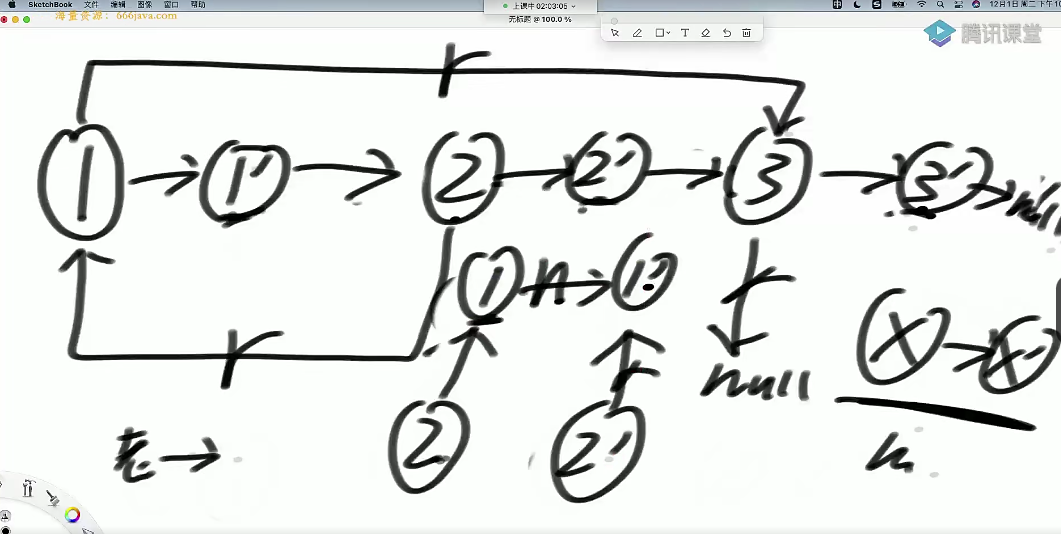 SketchBook 文件 编辑 图像 窗口 帮助
上课中 02:03:05
12月1日 周二 下午10
海量资源：666java.com
无标题 @ 100.0 %
腾讯课堂
r
1 1' 2 2' 3 3' null
1 n 1'
r
r
x x'
null
2 2'
老
n